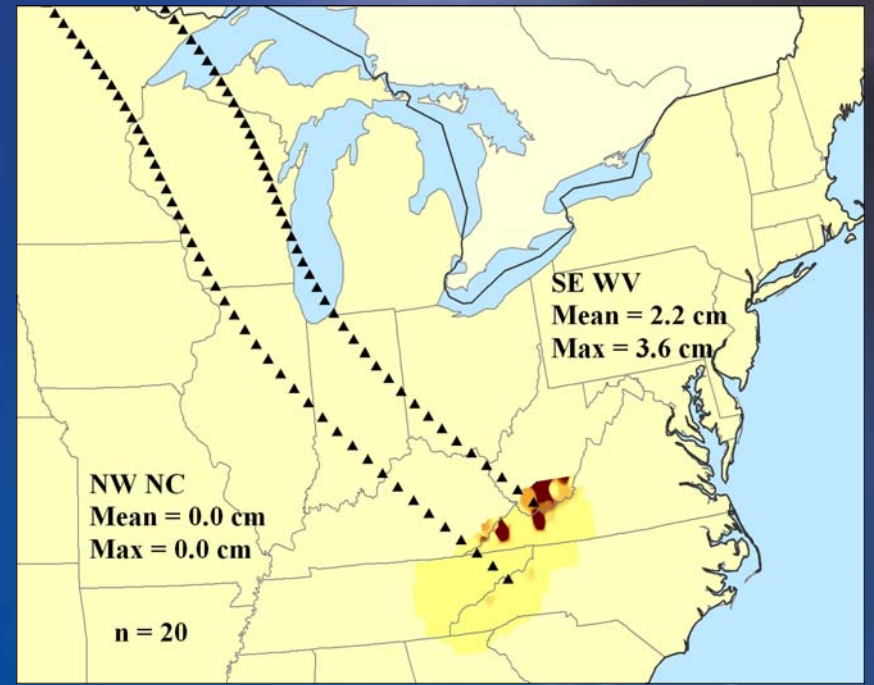 SE WV
Mean = 2.2 cm
Max = 3.6 cm
NW NC
Mean = 0.0 cm
Max = 0.0 cm
n = 20